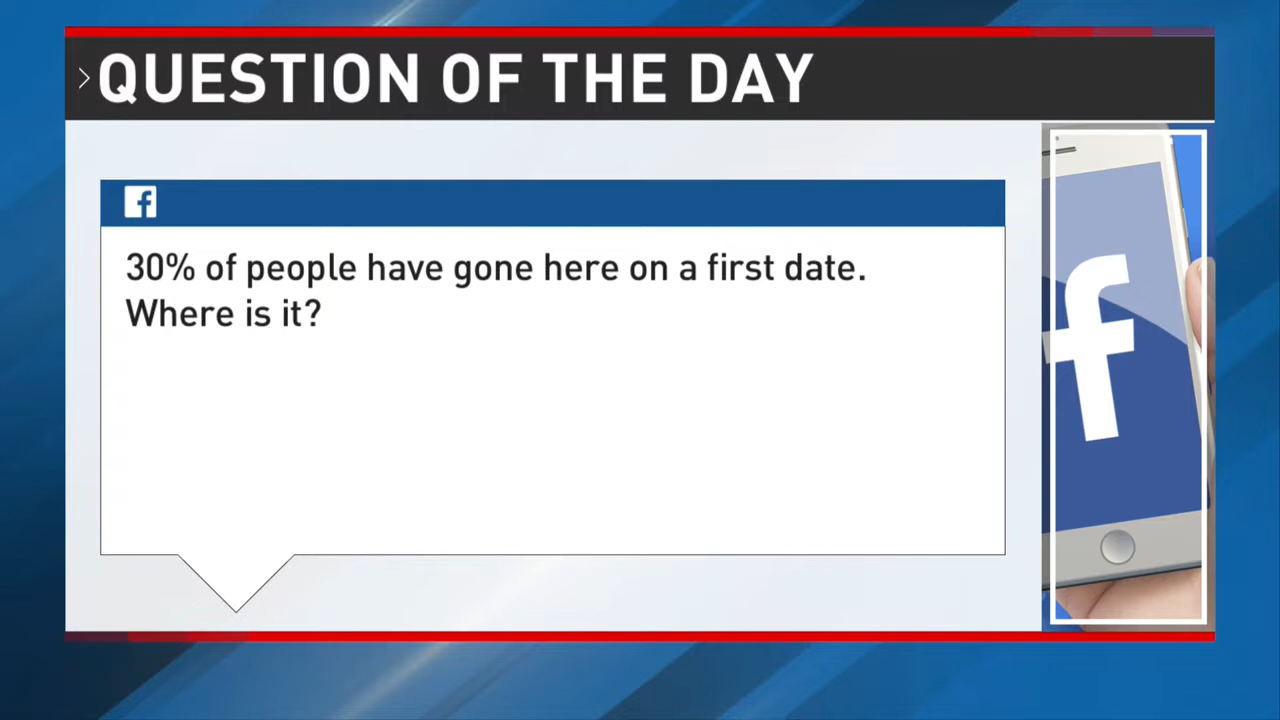 QUESTION OF THE DAY
30% of people have gone here on a first date.
Where is it?